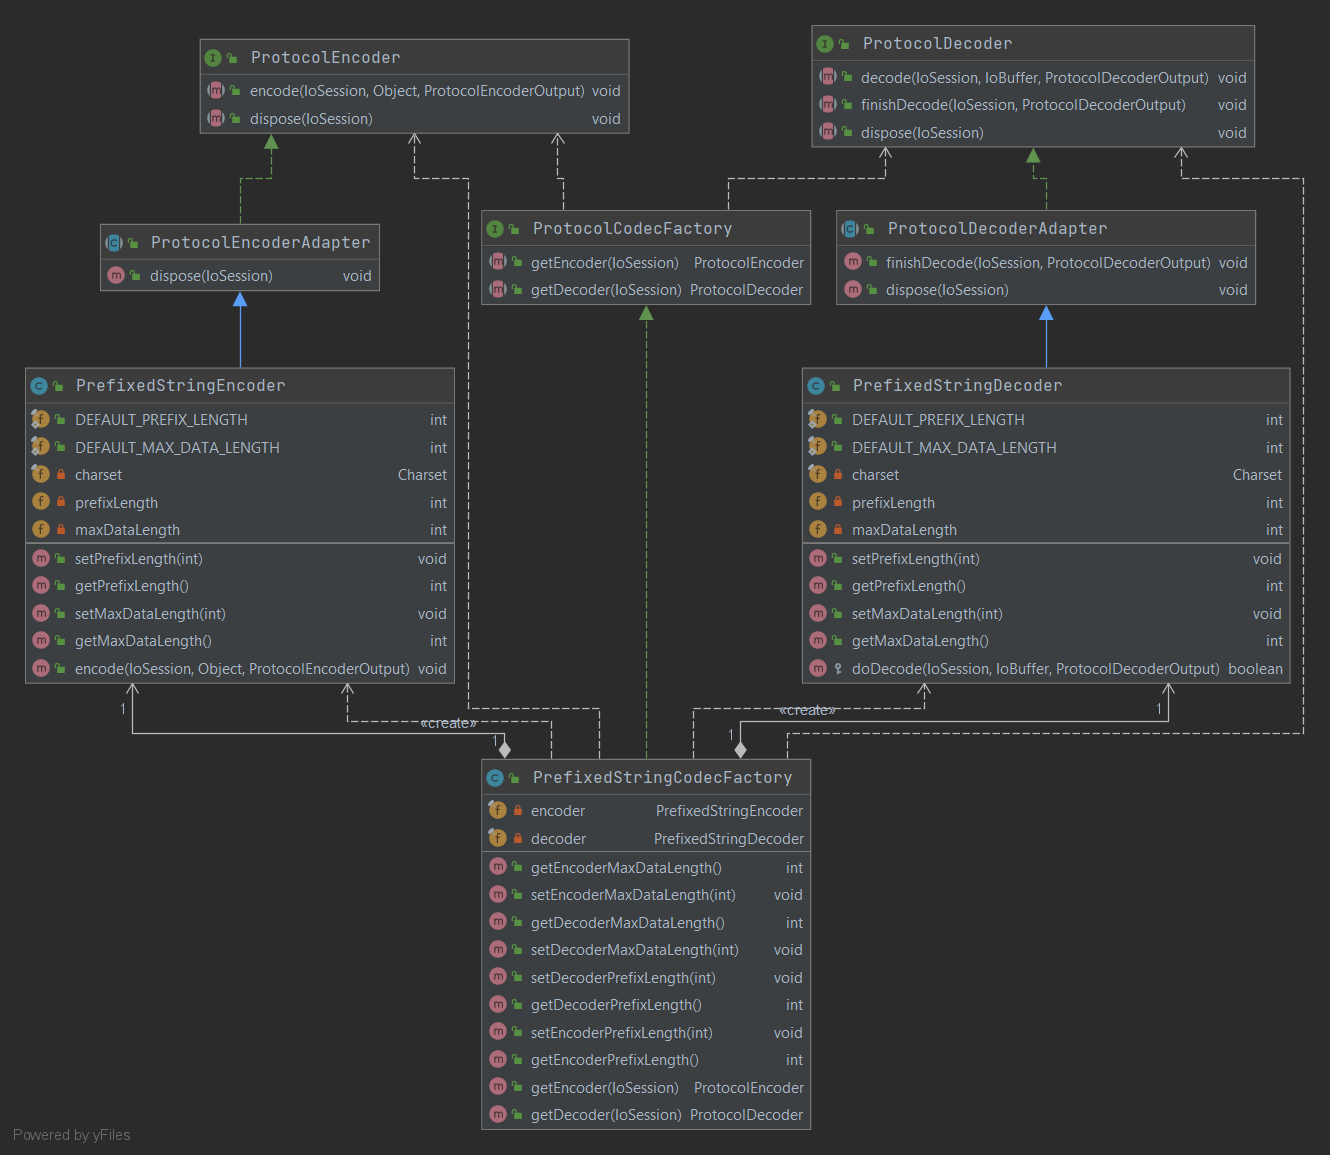 ProtocolEncoder
encode(IoSession, Object, ProtocolEncoderOutput) void
dispose(IoSession) void
ProtocolDecoder
decode(IoSession, IoBuffer, ProtocolDecoderOutput) void
finishDecode(IoSession, ProtocolDecoderOutput) void
dispose(IoSession) void
ProtocolEncoderAdapter
dispose(IoSession) void
ProtocolCodecFactory
getEncoder(IoSession) ProtocolEncoder
getDecoder(IoSession) ProtocolDecoder
ProtocolDecoderAdapter
finishDecode(IoSession, ProtocolDecoderOutput) void
dispose(IoSession) void
PrefixedStringEncoder
DEFAULT_PREFIX_LENGTH int
DEFAULT_MAX_DATA_LENGTH int
charset Charset
prefixLength int
maxDataLength int
setPrefixLength(int) void
getPrefixLength() int
setMaxDataLength(int) void
getMaxDataLength() int
encode(IoSession, Object, ProtocolEncoderOutput) void
PrefixedStringDecoder
DEFAULT_PREFIX_LENGTH int
DEFAULT_MAX_DATA_LENGTH int
charset Charset
prefixLength int
maxDataLength int
setPrefixLength(int) void
getPrefixLength() int
setMaxDataLength(int) void
getMaxDataLength() int
doDecode(IoSession, IoBuffer, ProtocolDecoderOutput) boolean
1
«create»
1
1
«create»
1
PrefixedStringCodecFactory
encoder PrefixedStringEncoder
decoder PrefixedStringDecoder
getEncoderMaxDataLength() int
setEncoderMaxDataLength(int) void
getDecoderMaxDataLength() int
setDecoderMaxDataLength(int) void
setDecoderPrefixLength(int) void
getDecoderPrefixLength() int
setEncoderPrefixLength(int) void
getEncoderPrefixLength() int
getEncoder(IoSession) ProtocolEncoder
getDecoder(IoSession) ProtocolDecoder
Powered by yFiles